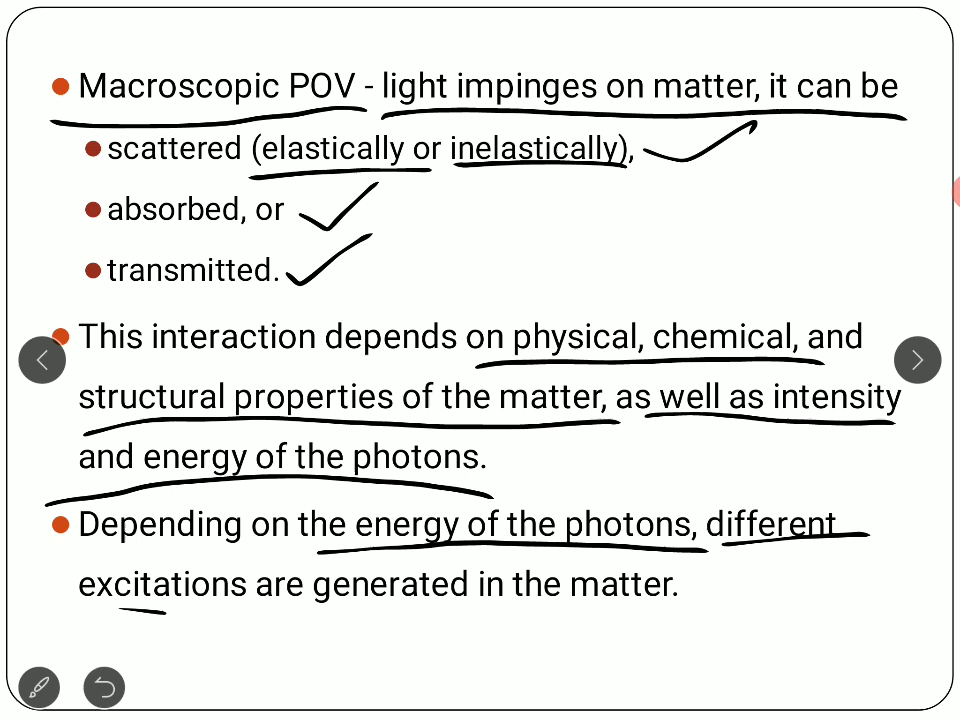 Macroscopic POV - light impinges on matter, it can be
scattered (elastically or inelastically),
absorbed, or
transmitted.
This interaction depends on physical, chemical, and
structural properties of the matter, as well as intensity
and energy of the photons.
Depending on the energy of the photons, different
excitations are generated in the matter.